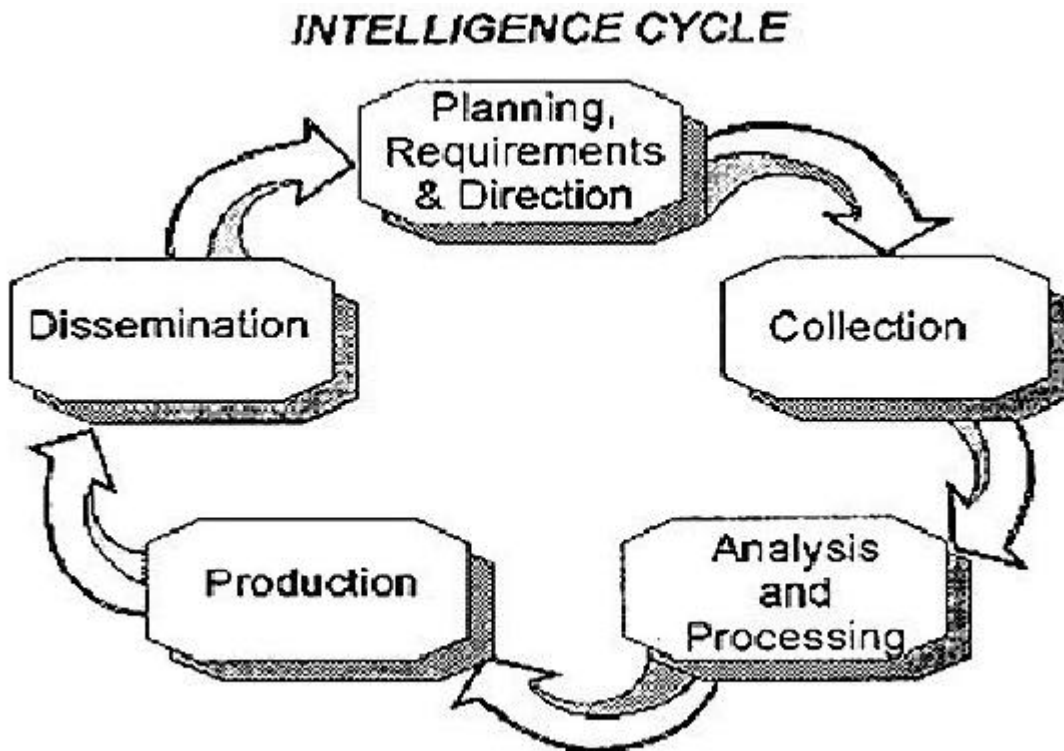 INTELLIGENCE CYCLE
Planning,
Requirements
& Direction
Collection
Analysis
and
Processing
Production
Dissemination